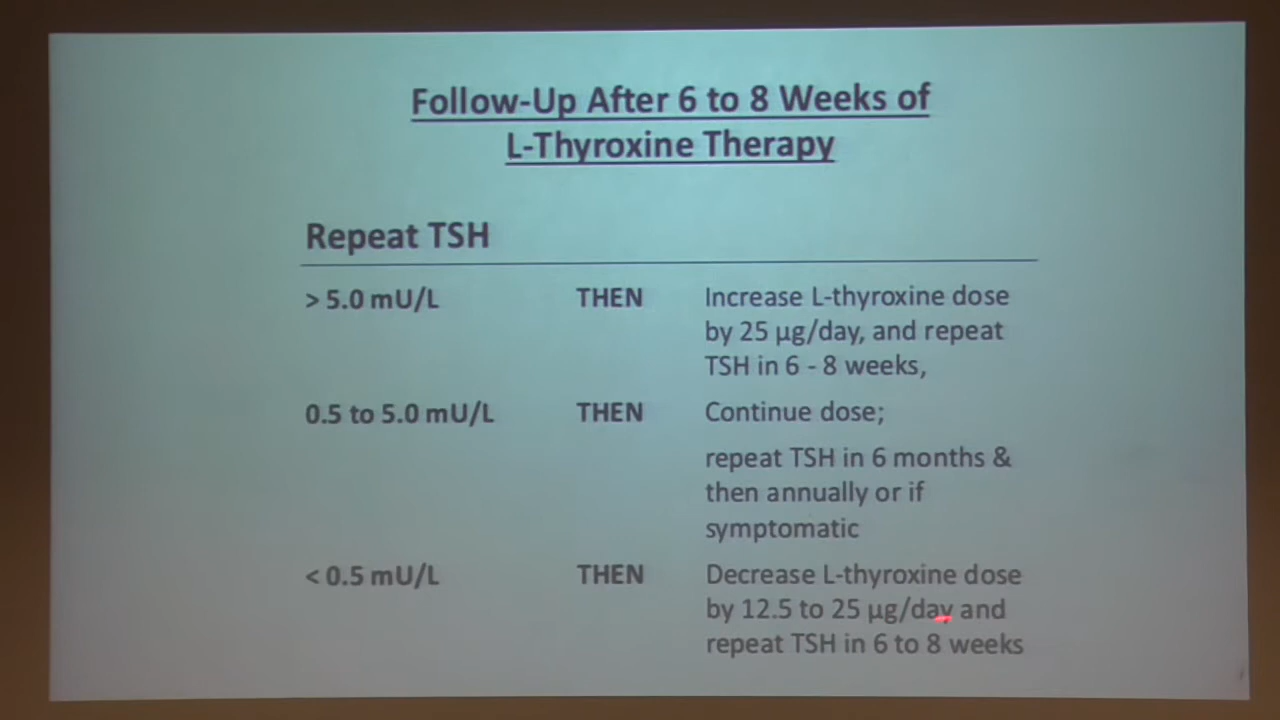 Follow-Up After 6 to 8 Weeks of
L-Thyroxine Therapy
Repeat TSH
> 5.0 mU/L THEN Increase L-thyroxine dose
by 25 µg/day, and repeat
TSH in 6 - 8 weeks,
0.5 to 5.0 mU/L THEN Continue dose;
repeat TSH in 6 months &
then annually or if
symptomatic
< 0.5 mU/L THEN Decrease L-thyroxine dose
by 12.5 to 25 µg/day and
repeat TSH in 6 to 8 weeks